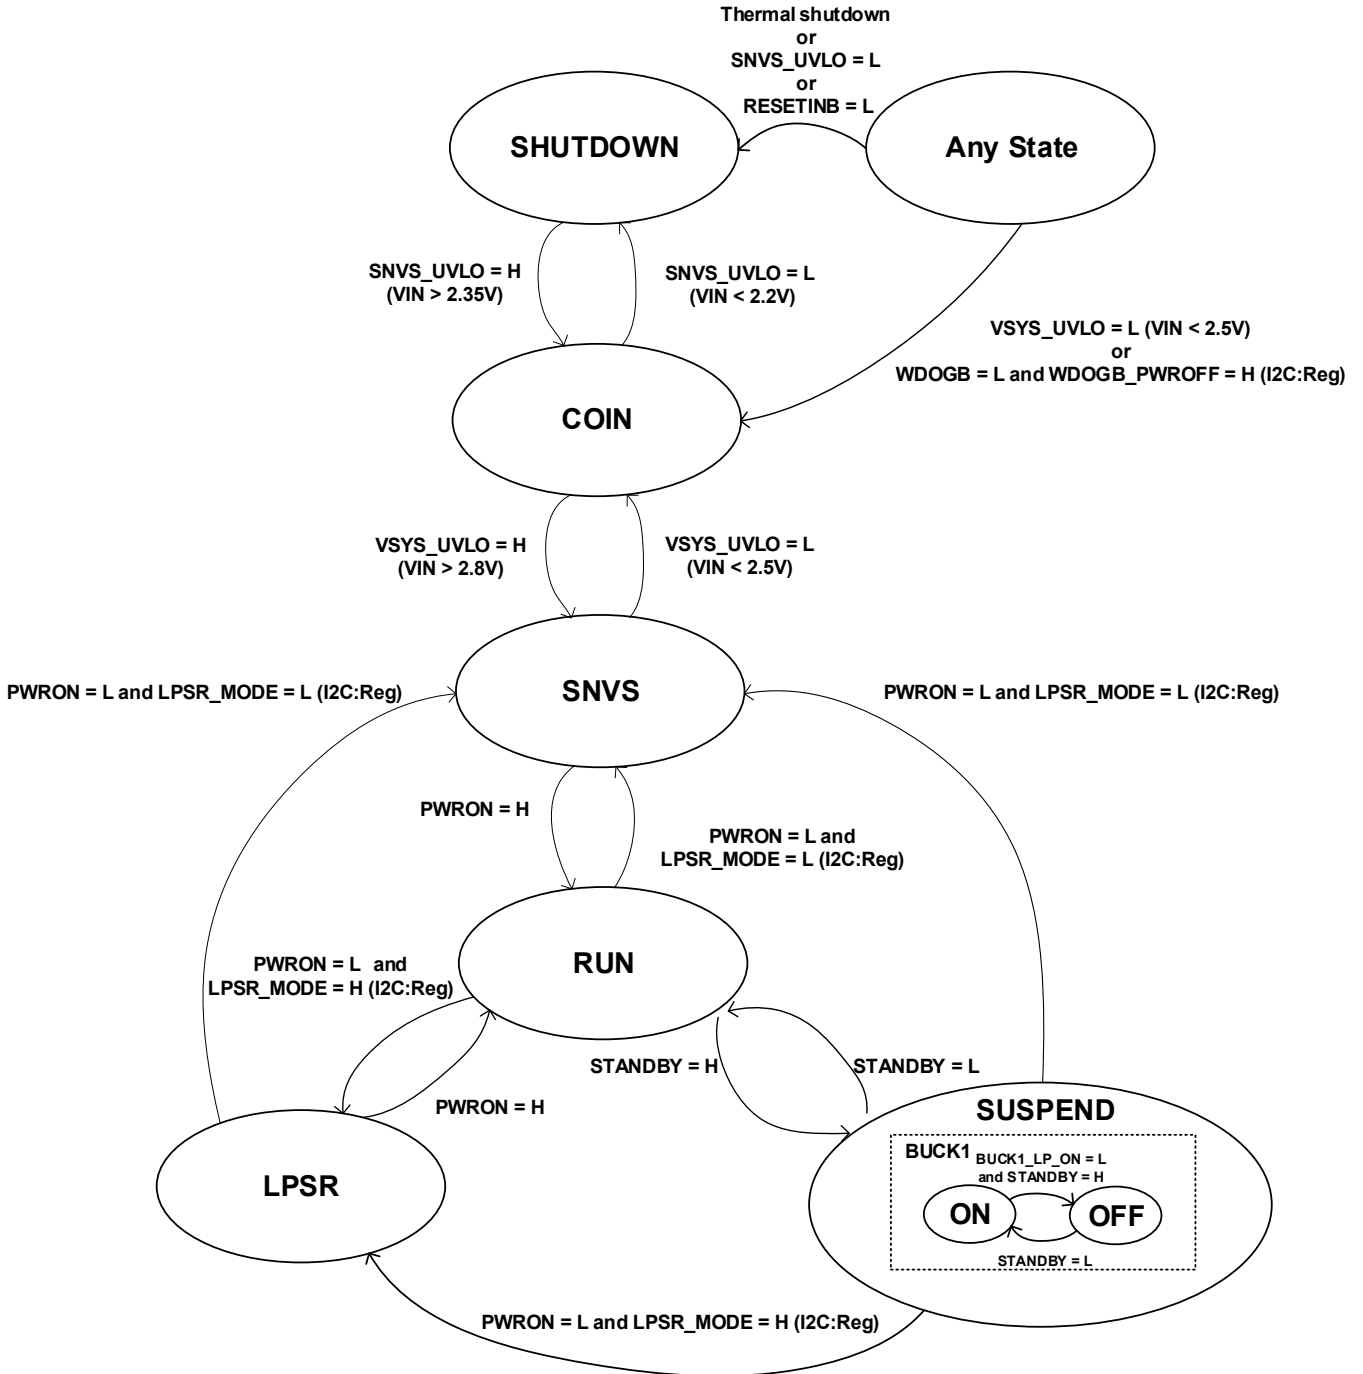 Thermal shutdown
or
SNVS_UVLO = L
or
RESETINB = L
SHUTDOWN
Any State
SNVS_UVLO = H
(VIN > 2.35V)
SNVS_UVLO = L
(VIN < 2.2V)
VSYS_UVLO = L (VIN < 2.5V)
or
WDOGB = L and WDOGB_PWROFF = H (I2C:Reg)
COIN
VSYS_UVLO = H
(VIN > 2.8V)
VSYS_UVLO = L
(VIN < 2.5V)
PWRON = L and LPSR_MODE = L (I2C:Reg)
SNVS
PWRON = L and LPSR_MODE = L (I2C:Reg)
PWRON = H
PWRON = L and
LPSR_MODE = L (I2C:Reg)
RUN
PWRON = L and
LPSR_MODE = H (I2C:Reg)
STANDBY = H
STANDBY = L
PWRON = H
SUSPEND
BUCK1
BUCK1_LP_ON = L
and STANDBY = H
LPSR
ON
OFF
STANDBY = L
PWRON = L and LPSR_MODE = H (I2C:Reg)